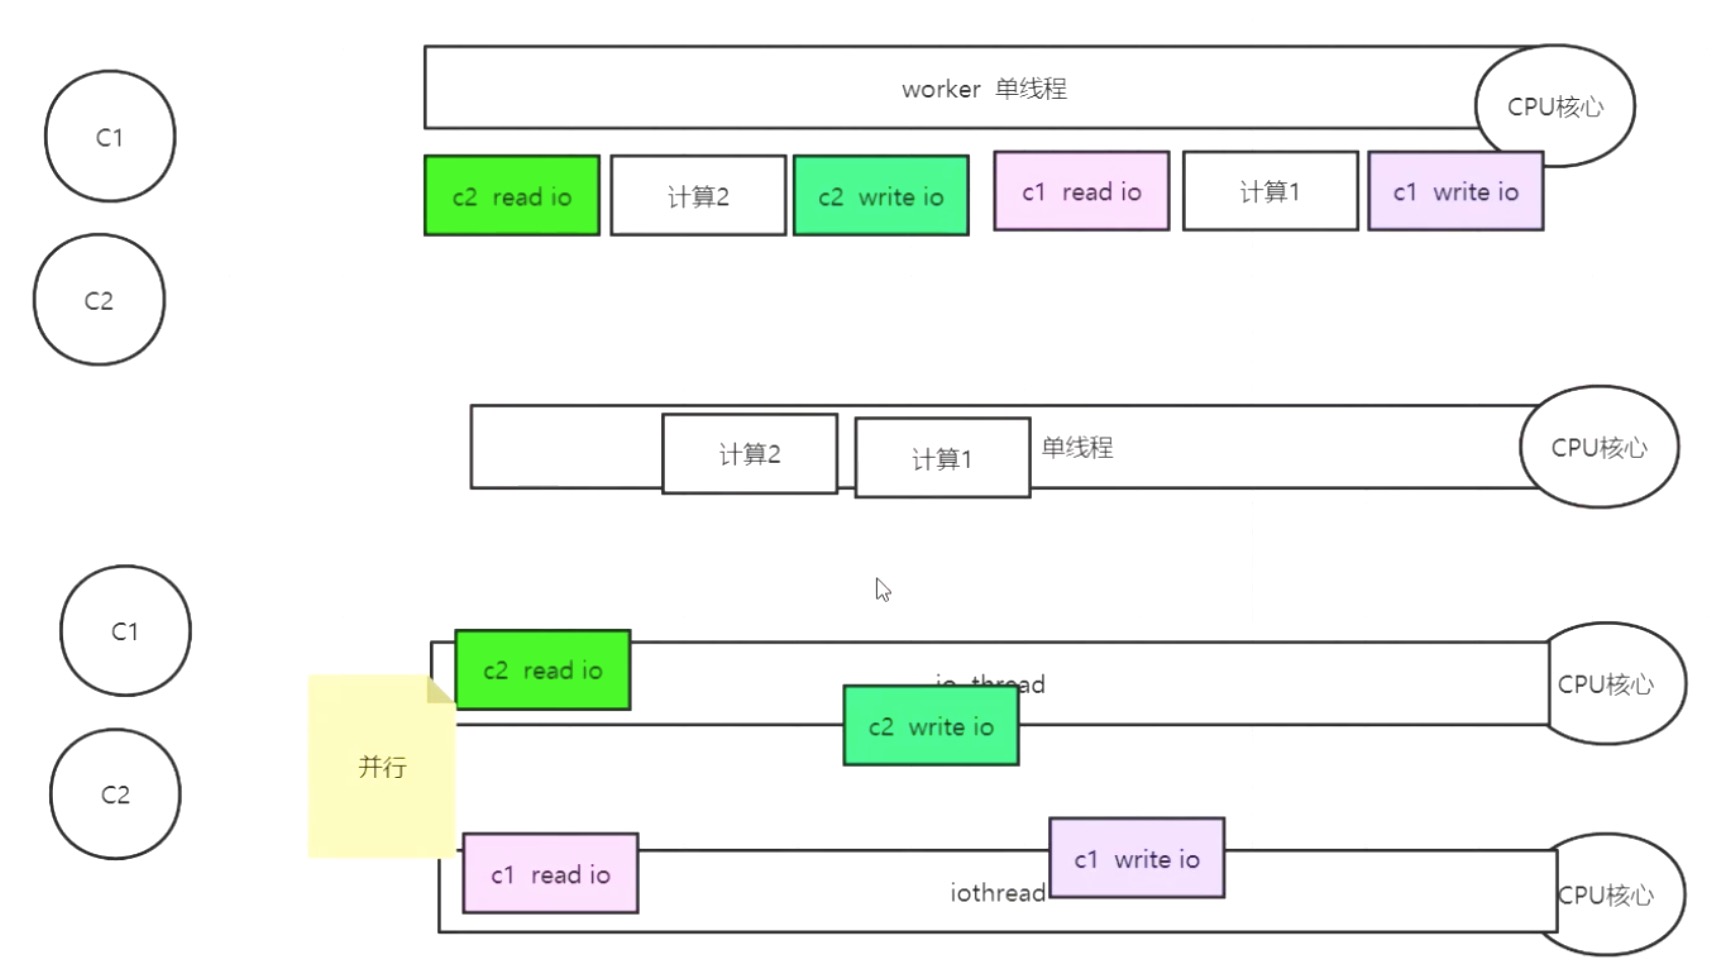 worker 单线程
CPU核心
C1
c2 read io
计算2
c2 write io
c1 read io
计算1
c1 write io
C2
计算2
计算1
单线程
CPU核心
C1
c2 read io
io thread
CPU核心
c2 write io
并行
C2
c1 read io
iothread
c1 write io
CPU核心